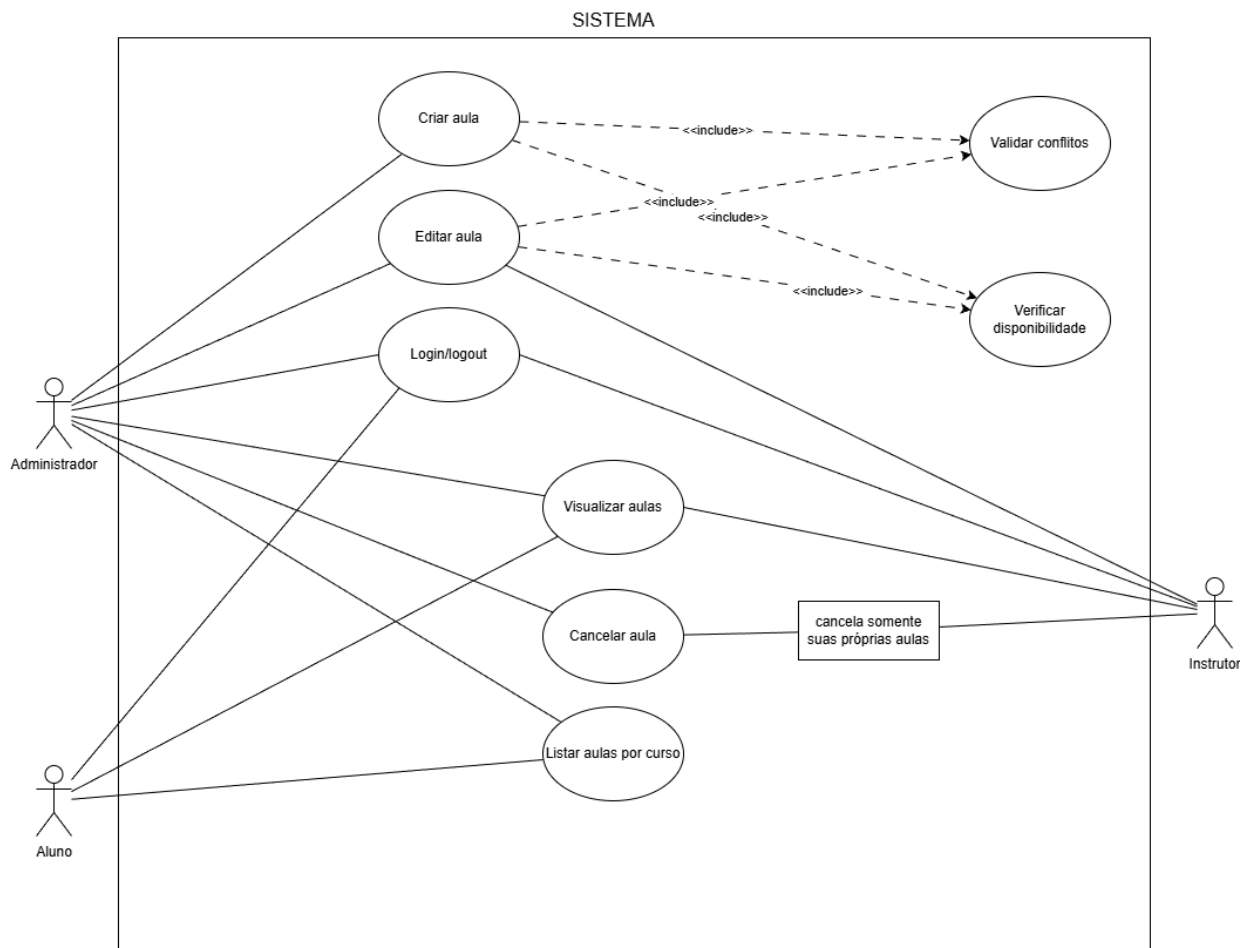 SISTEMA
Criar aula
<<include>>
Validar conflitos
<<include>>
<<include>>
Editar aula
<<include>>
Verificar
disponibilidade
Login/logout
Administrador
Visualizar aulas
cancela somente
suas próprias aulas
Cancelar aula
Instrutor
Listar aulas por curso
Aluno